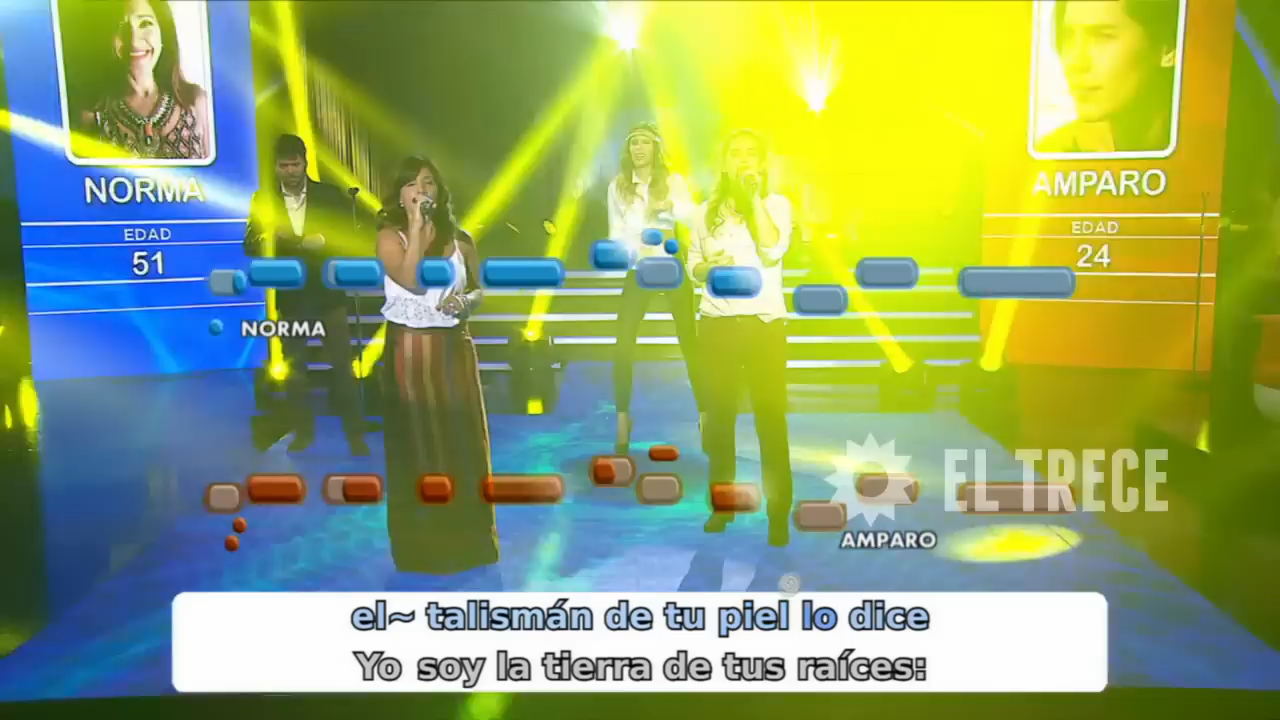 NORMA
EDAD
51
AMPARO
EDAD
24
NORMA
EL TRECE
AMPARO
el~ talismán de tu piel lo dice
Yo soy la tierra de tus raíces: